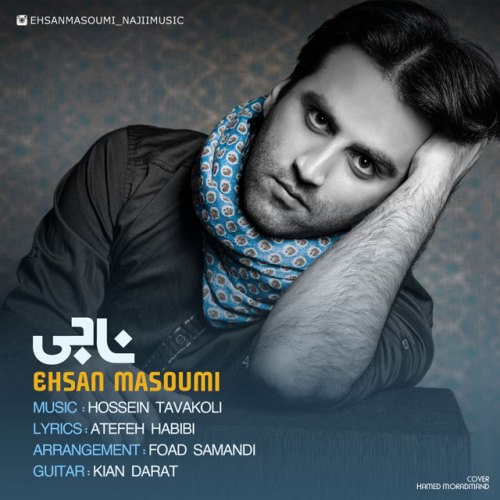 EHSANMASOUMI_NAJIIMUSIC
ناجی
EHSAN MASOUMI
MUSIC : HOSSEIN TAVAKOLI
LYRICS : ATEFEH HABIBI
ARRANGEMENT : FOAD SAMANDI
GUITAR : KIAN DARAT
COVER
HAMED MORADMAND